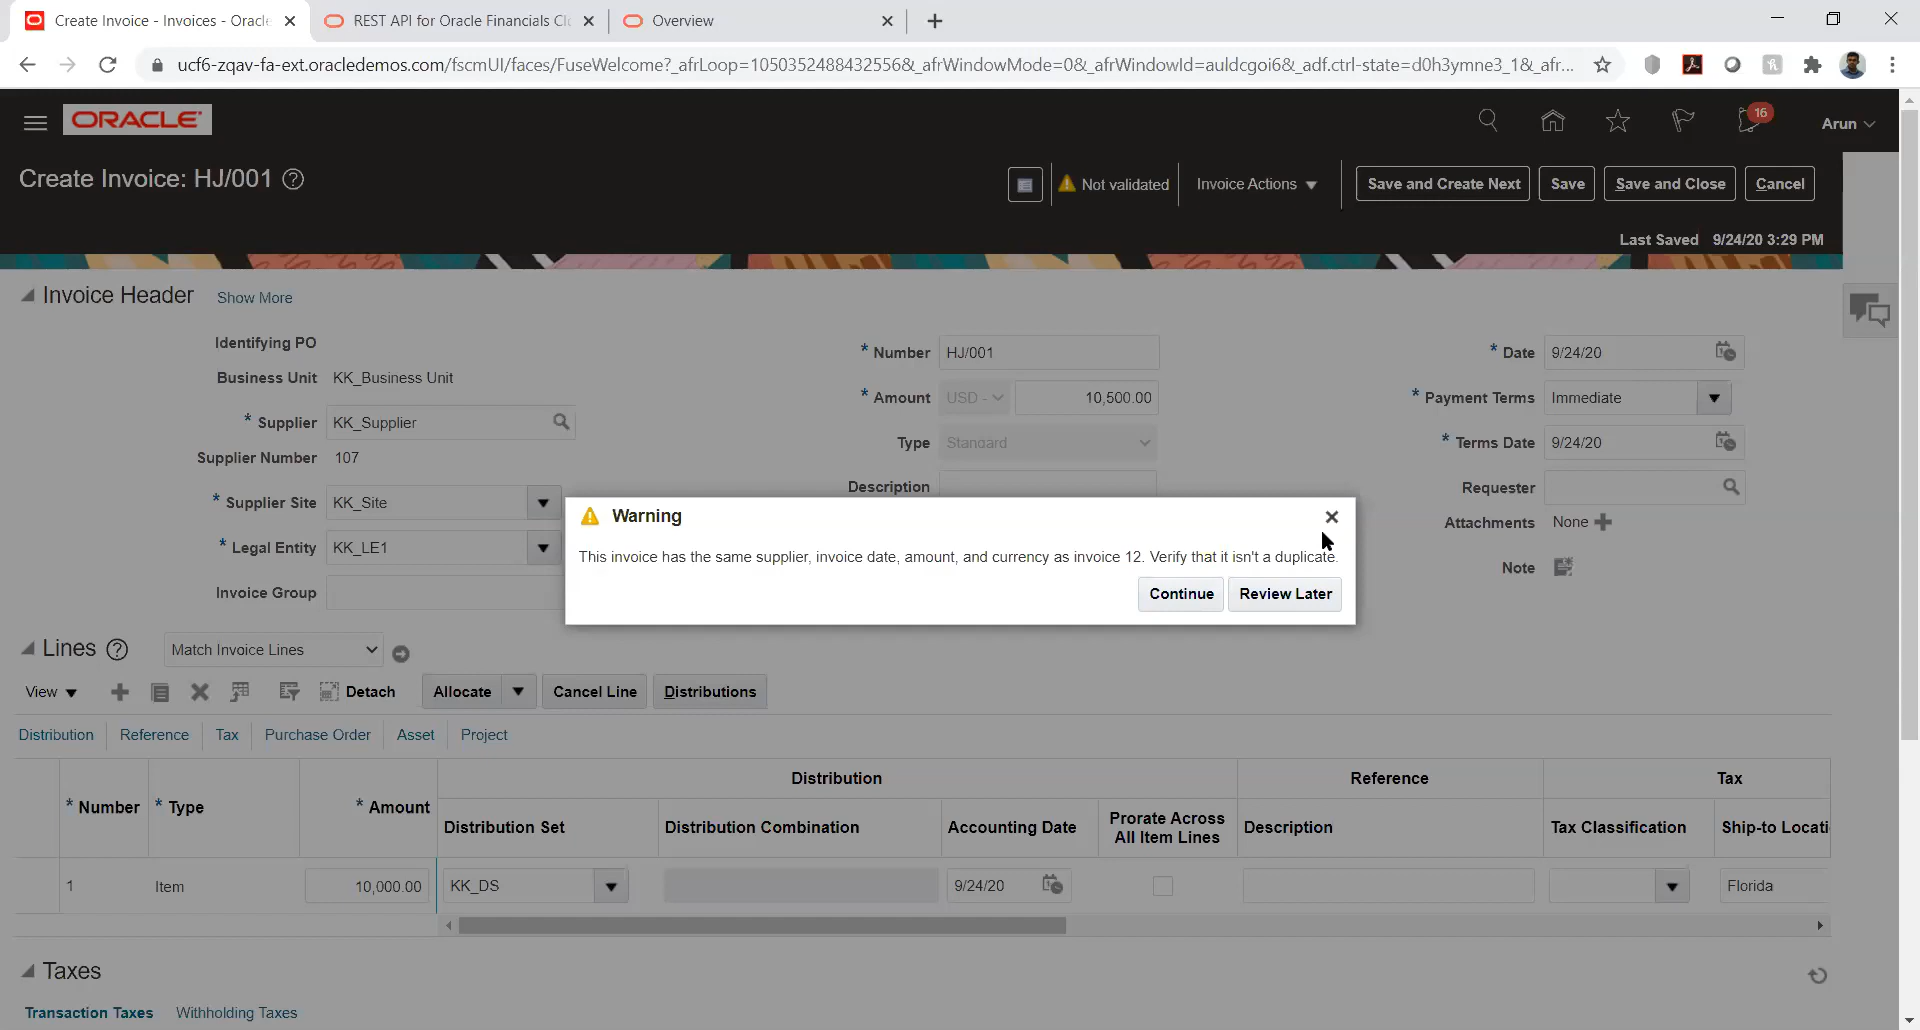 Create Invoice - Invoices - Oracle
REST API for Oracle Financials Cl
Overview
ucf6-zqav-fa-ext.oracledemos.com/fscmUI/faces/FuseWelcome?_afrLoop=10503524884432556&_afrWindowMode=0&_afrWindowId=auldcgoi6&_adf.ctrl-state=d0h3ymne3_1&_afr...
ORACLE
16
Arun
Create Invoice: HJ/001
Not validated
Invoice Actions
Save and Create Next
Save
Save and Close
Cancel
Last Saved 9/24/20 3:29 PM
Invoice Header Show More
Identifying PO
Business Unit KK_Business Unit
* Supplier KK_Supplier
Supplier Number 107
* Supplier Site KK_Site
* Legal Entity KK_LE1
Invoice Group
* Number HJ/001
* Amount USD - 10,500.00
Type Standard
Description
* Date 9/24/20
* Payment Terms Immediate
* Terms Date 9/24/20
Requester
Attachments None
Note
Warning
This invoice has the same supplier, invoice date, amount, and currency as invoice 12. Verify that it isn't a duplicate.
Continue
Review Later
Lines Match Invoice Lines
View Detach Allocate Cancel Line Distributions
Distribution Reference Tax Purchase Order Asset Project
Distribution Reference Tax
* Number * Type * Amount Distribution Set Distribution Combination Accounting Date Prorate Across All Item Lines Description Tax Classification Ship-to Locati
1 Item 10,000.00 KK_DS 9/24/20 Florida
Taxes
Transaction Taxes Withholding Taxes